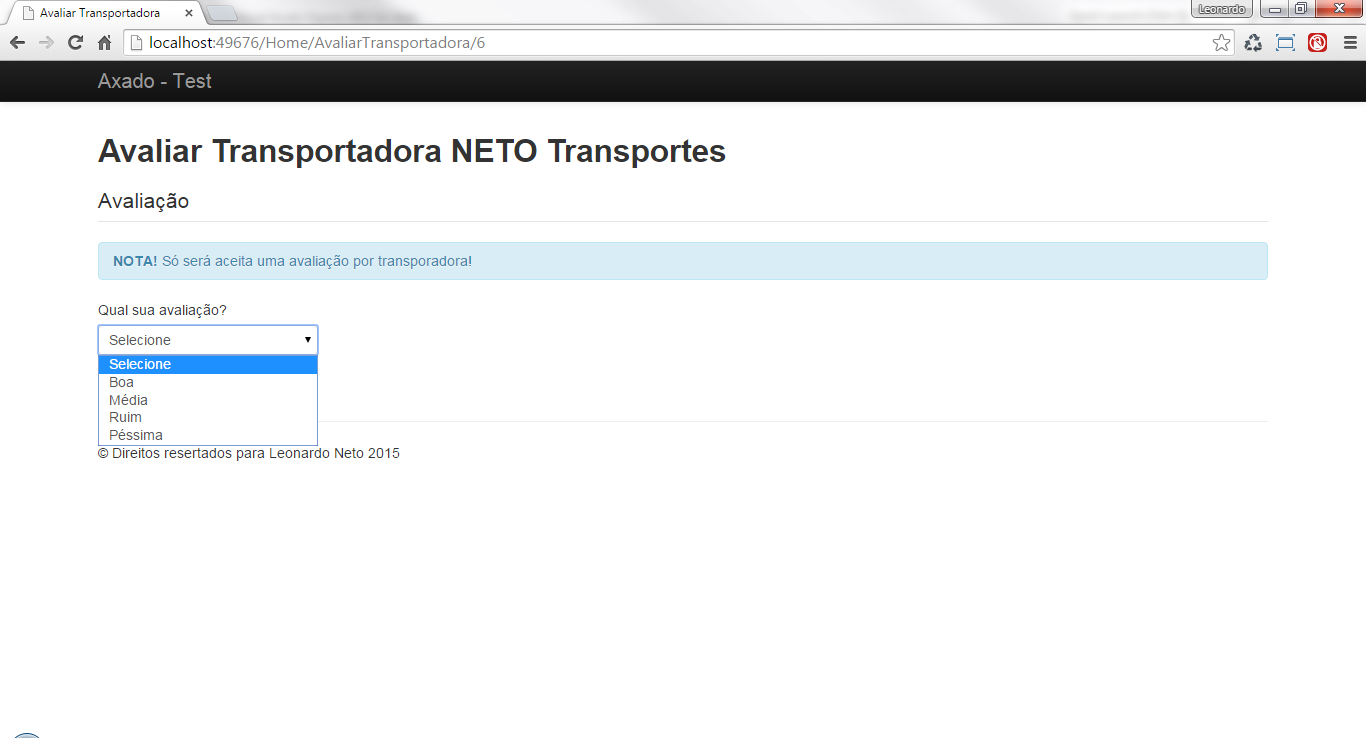 Avaliar Transportadora
Leonardo
localhost:49676/Home/AvaliarTransportadora/6
Axado - Test
Avaliar Transportadora NETO Transportes
Avaliação
NOTA! Só será aceita uma avaliação por transporadora!
Qual sua avaliação?
Selecione
Selecione
Boa
Média
Ruim
Péssima
© Direitos resertados para Leonardo Neto 2015